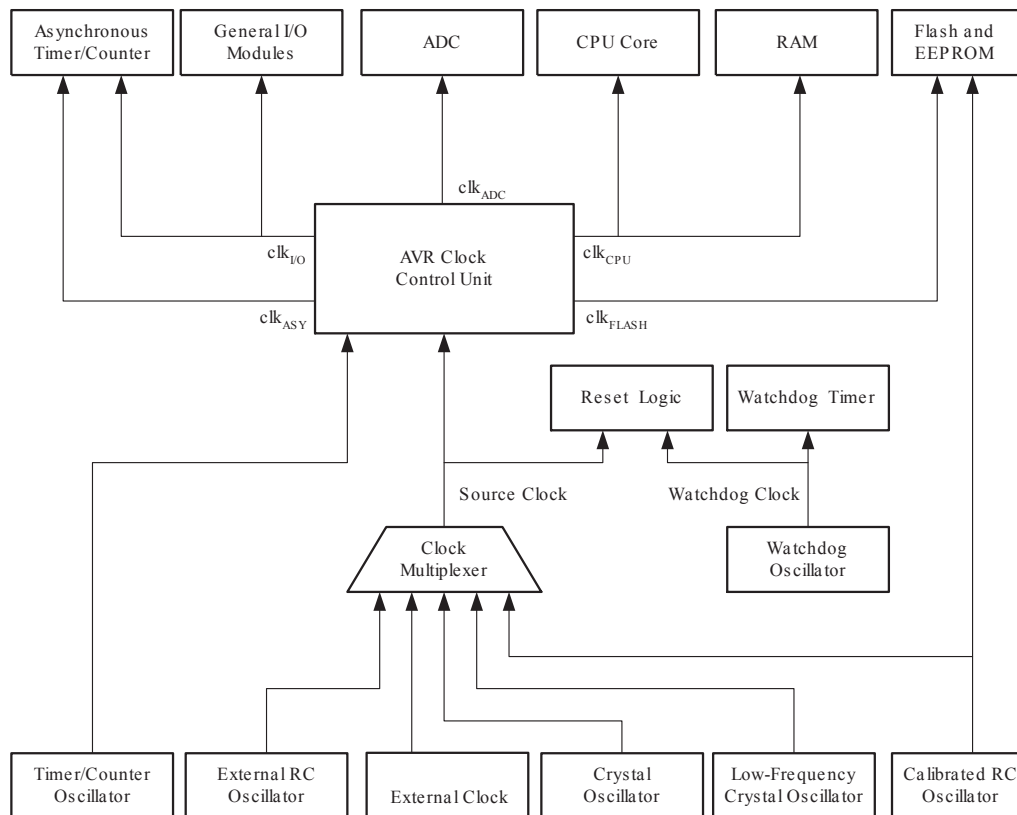 Asynchronous
Timer/Counter
General I/O
Modules
ADC
CPU Core
RAM
Flash and
EEPROM
clkADC
AVR Clock
Control Unit
clkI/O
clkCPU
clkASY
clkFLASH
Reset Logic
Watchdog Timer
Source Clock
Watchdog Clock
Clock
Multiplexer
Watchdog
Oscillator
Timer/Counter
Oscillator
External RC
Oscillator
External Clock
Crystal
Oscillator
Low-Frequency
Crystal Oscillator
Calibrated RC
Oscillator